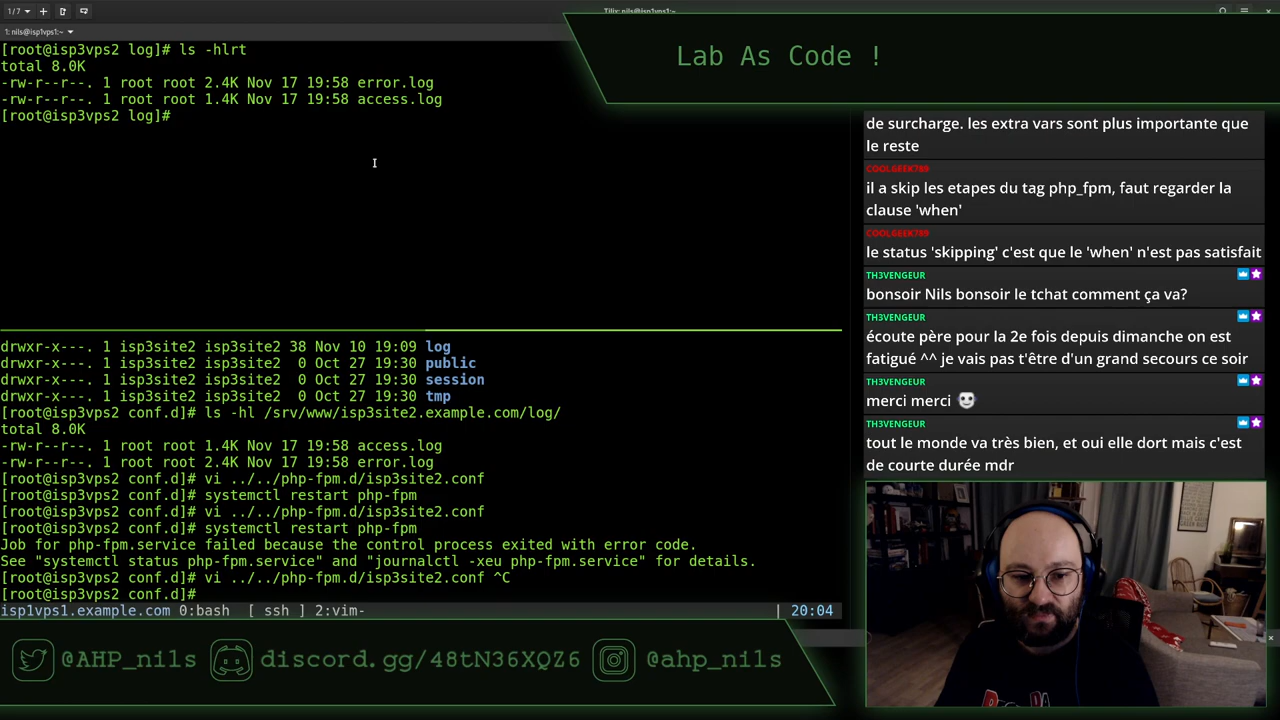 1/7
Tilix: nils@isp1vps1:~
1: nils@isp1vps1:~
[root@isp3vps2 log]# ls -hlrt
total 8.0K
-rw-r--r--. 1 root root 2.4K Nov 17 19:58 error.log
-rw-r--r--. 1 root root 1.4K Nov 17 19:58 access.log
[root@isp3vps2 log]#
Lab As Code !
drwxr-x---. 1 isp3site2 isp3site2 38 Nov 10 19:09 log
drwxr-x---. 1 isp3site2 isp3site2  0 Oct 27 19:30 public
drwxr-x---. 1 isp3site2 isp3site2  0 Oct 27 19:30 session
drwxr-x---. 1 isp3site2 isp3site2  0 Oct 27 19:30 tmp
[root@isp3vps2 conf.d]# ls -hl /srv/www/isp3site2.example.com/log/
total 8.0K
-rw-r--r--. 1 root root 1.4K Nov 17 19:58 access.log
-rw-r--r--. 1 root root 2.4K Nov 17 19:58 error.log
[root@isp3vps2 conf.d]# vi ../../php-fpm.d/isp3site2.conf
[root@isp3vps2 conf.d]# systemctl restart php-fpm
[root@isp3vps2 conf.d]# vi ../../php-fpm.d/isp3site2.conf
[root@isp3vps2 conf.d]# systemctl restart php-fpm
Job for php-fpm.service failed because the control process exited with error code.
See "systemctl status php-fpm.service" and "journalctl -xeu php-fpm.service" for details.
[root@isp3vps2 conf.d]# vi ../../php-fpm.d/isp3site2.conf ^C
[root@isp3vps2 conf.d]#
isp1vps1.example.com 0:bash  [ ssh ] 2:vim- | 20:04
de surcharge. les extra vars sont plus importante que
le reste
COOLGEEK789
il a skip les etapes du tag php_fpm, faut regarder la
clause 'when'
COOLGEEK789
le status 'skipping' c'est que le 'when' n'est pas satisfait
TH3VENGEUR
bonsoir Nils bonsoir le tchat comment ça va?
TH3VENGEUR
écoute père pour la 2e fois depuis dimanche on est
fatigué ^^ je vais pas t'être d'un grand secours ce soir
TH3VENGEUR
merci merci
TH3VENGEUR
tout le monde va très bien, et oui elle dort mais c'est
de courte durée mdr
@AHP_nils discord.gg/48tN36XQZ6 @ahp_nils